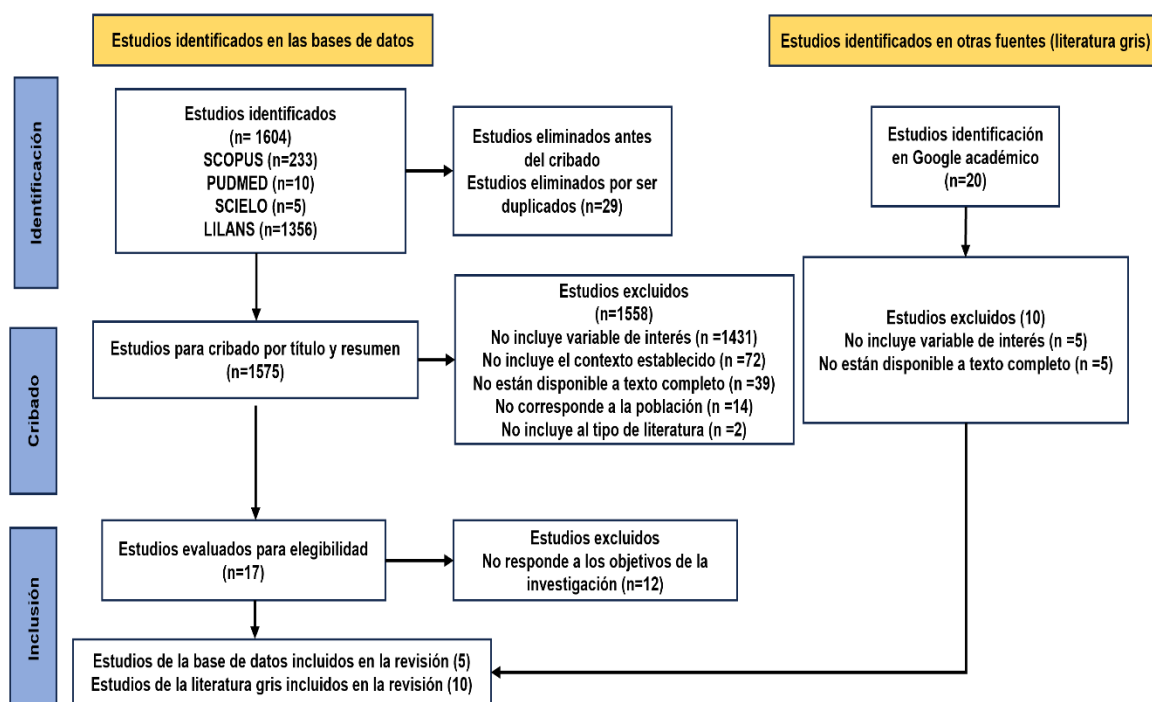 Estudios identificados en las bases de datos
Estudios identificados en otras fuentes (literatura gris)
Identificación
Estudios identificados
(n= 1604)
SCOPUS (n=233)
PUDMED (n=10)
SCIELO (n=5)
LILANS (n=1356)
Estudios eliminados antes
del cribado
Estudios eliminados por ser
duplicados (n=29)
Estudios identificación
en Google académico
(n=20)
Cribado
Estudios para cribado por título y resumen
(n=1575)
Estudios excluidos
(n=1558)
No incluye variable de interés (n =1431)
No incluye el contexto establecido (n =72)
No están disponible a texto completo (n =39)
No corresponde a la población (n =14)
No incluye al tipo de literatura (n =2)
Estudios excluidos (10)
No incluye variable de interés (n =5)
No están disponible a texto completo (n =5)
Inclusión
Estudios evaluados para elegibilidad
(n=17)
Estudios excluidos
No responde a los objetivos de la
investigación (n=12)
Estudios de la base de datos incluidos en la revisión (5)
Estudios de la literatura gris incluidos en la revisión (10)